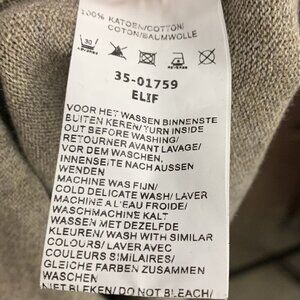 100% KATOEN/COTTON/
COTON/BAUMWOLLE
30
35-01759
ELIF
VOOR HET WASSEN BINNENSTE
BUITEN KEREN/ TURN INSIDE
OUT BEFORE WASHING/
RETOURNER AVANT LAVAGE/
VOR DEM WASCHEN,
INNENSEITE NACH AUSSEN
WENDEN
MACHINE WAS FIJN/
COLD DELICATE WASH/ LAVER
MACHINE A L'EAU FROIDE/
WASCHMACHINE KALT
WASSEN MET DEZELFDE
KLEUREN/ WASH WITH SIMILAR
COLOURS/ LAVER AVEC
COULEURS SIMILAIRES/
GLEICHE FARBEN ZUSAMMEN
WASCHEN
NIET BLEKEN/ DO NOT BLEACH/